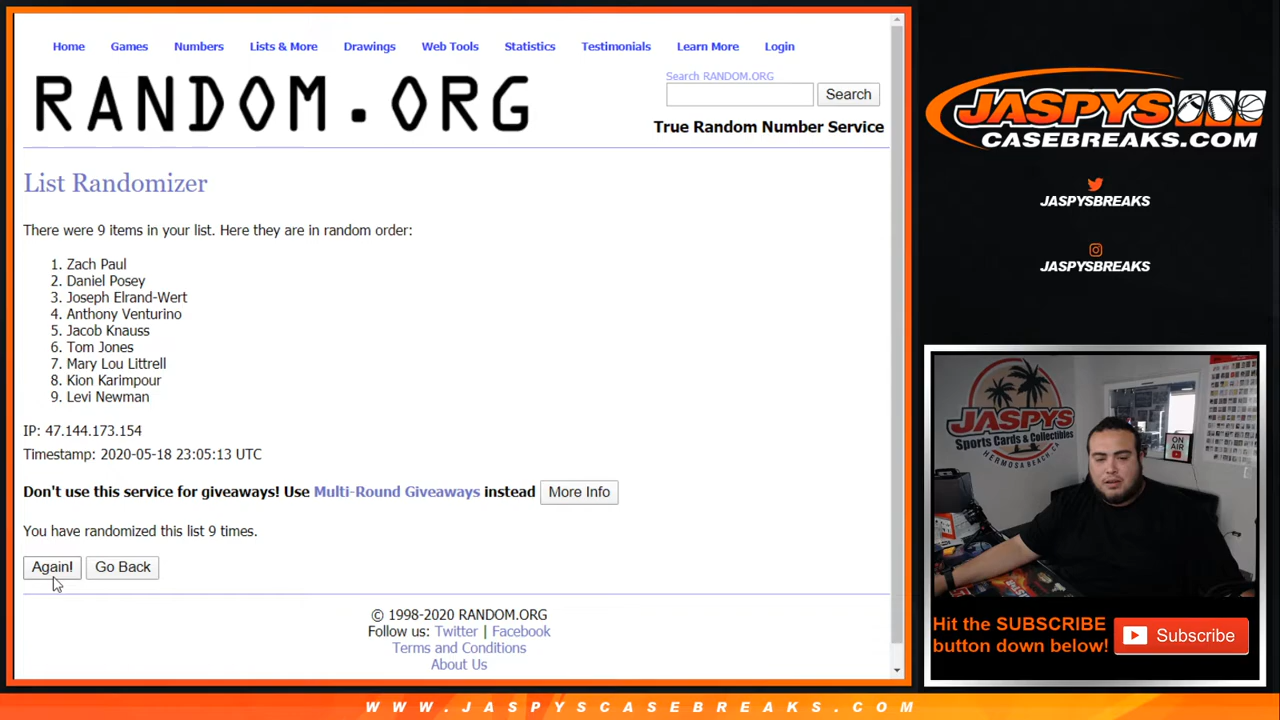 Home Games Numbers Lists & More Drawings Web Tools Statistics Testimonials Learn More Login
RANDOM.ORG
Search RANDOM.ORG
Search
True Random Number Service
List Randomizer
There were 9 items in your list. Here they are in random order:
1. Zach Paul
2. Daniel Posey
3. Joseph Elrand-Wert
4. Anthony Venturino
5. Jacob Knauss
6. Tom Jones
7. Mary Lou Littrell
8. Kion Karimpour
9. Levi Newman
IP: 47.144.173.154
Timestamp: 2020-05-18 23:05:13 UTC
Don't use this service for giveaways! Use Multi-Round Giveaways instead More Info
You have randomized this list 9 times.
Again! Go Back
© 1998-2020 RANDOM.ORG
Follow us: Twitter | Facebook
Terms and Conditions
About Us
JASPYS
CASEBREAKS.COM
JASPYSBREAKS
JASPYSBREAKS
JASPYS
Sports Cards & Collectibles
HERMOSA BEACH, CA
ON
AIR
Hit the SUBSCRIBE
button down below!
Subscribe
WWW.JASPYSCASEBREAKS.COM